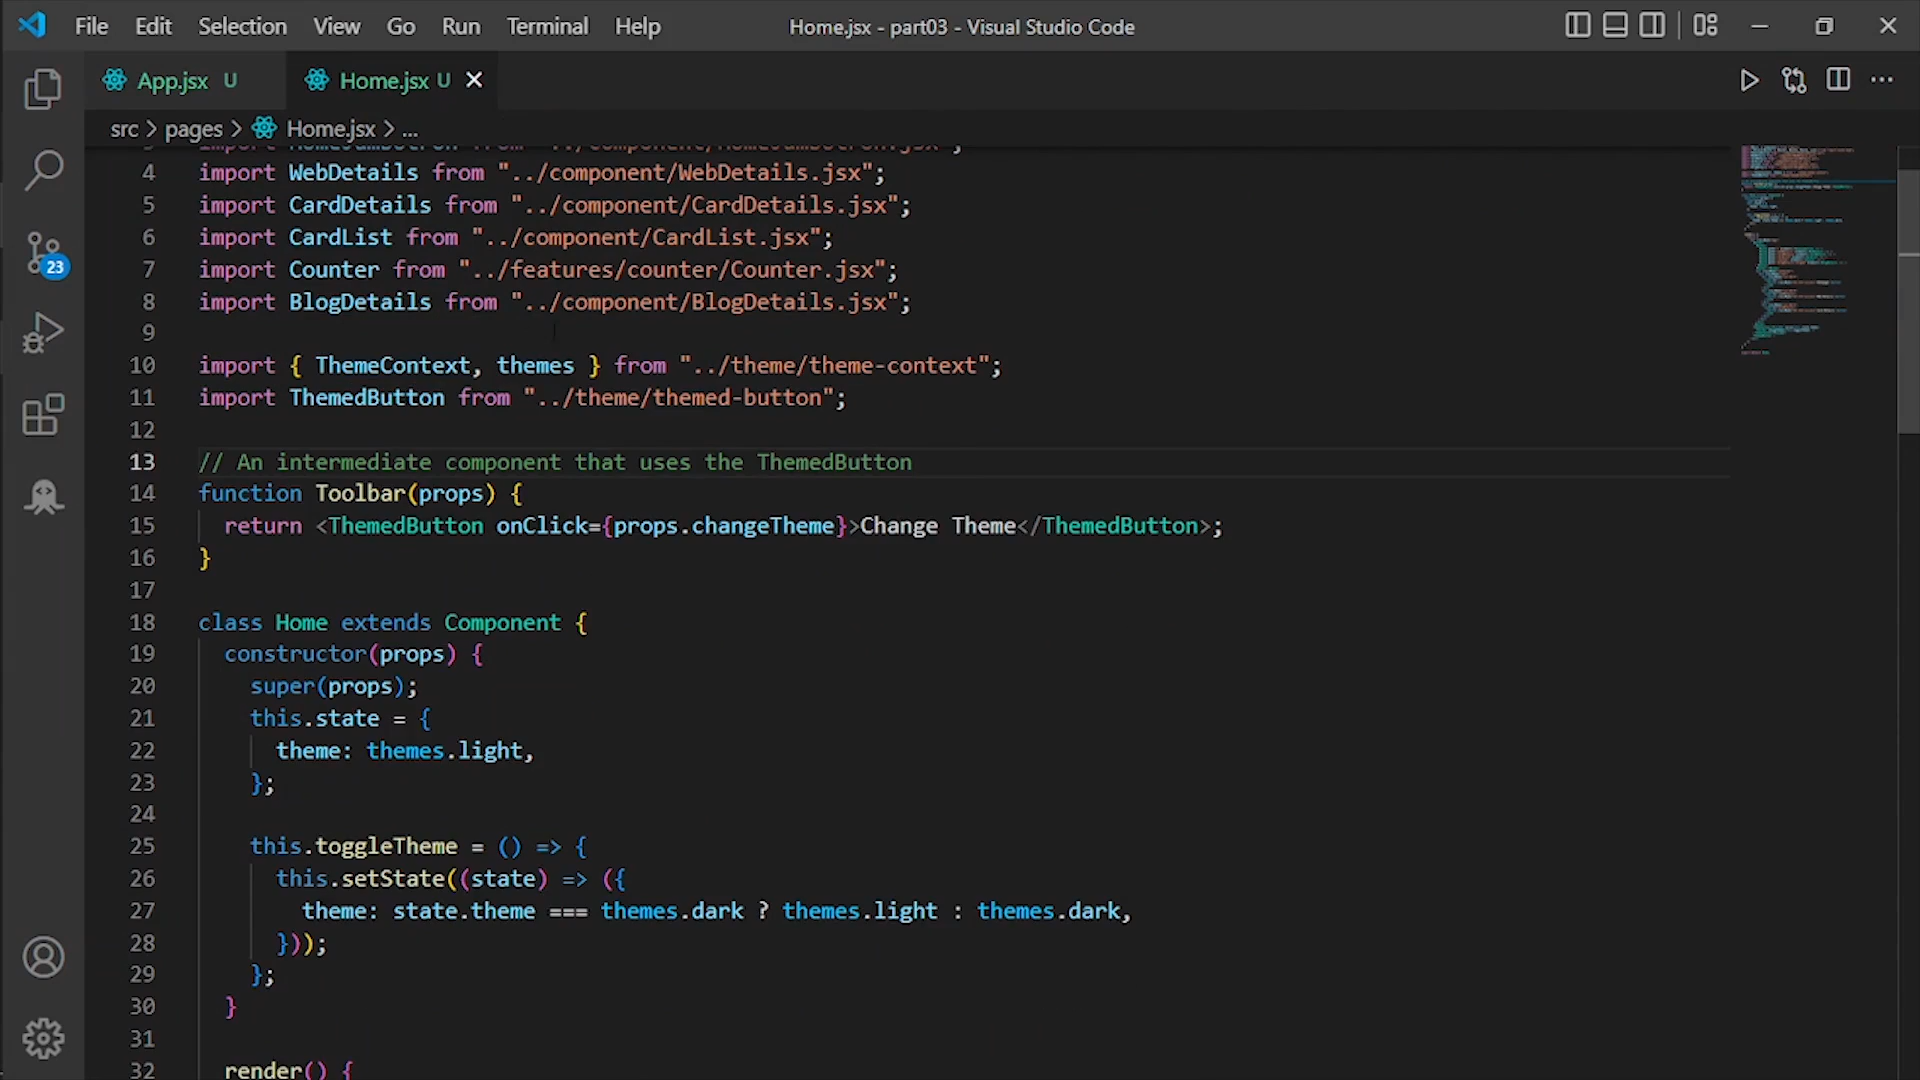 File Edit Selection View Go Run Terminal Help Home.jsx - part03 - Visual Studio Code
App.jsx U Home.jsx U
src > pages > Home.jsx > ...
4 import WebDetails from "../component/WebDetails.jsx";
5 import CardDetails from "../component/CardDetails.jsx";
6 import CardList from "../component/CardList.jsx";
7 import Counter from "../features/counter/Counter.jsx";
8 import BlogDetails from "../component/BlogDetails.jsx";
9
10 import { ThemeContext, themes } from "../theme/theme-context";
11 import ThemedButton from "../theme/themed-button";
12
13 // An intermediate component that uses the ThemedButton
14 function Toolbar(props) {
15 return <ThemedButton onClick={props.changeTheme}>Change Theme</ThemedButton>;
16 }
17
18 class Home extends Component {
19 constructor(props) {
20 super(props);
21 this.state = {
22 theme: themes.light,
23 };
24
25 this.toggleTheme = () => {
26 this.setState((state) => ({
27 theme: state.theme === themes.dark ? themes.light : themes.dark,
28 }));
29 };
30 }
31
32 render() {
23